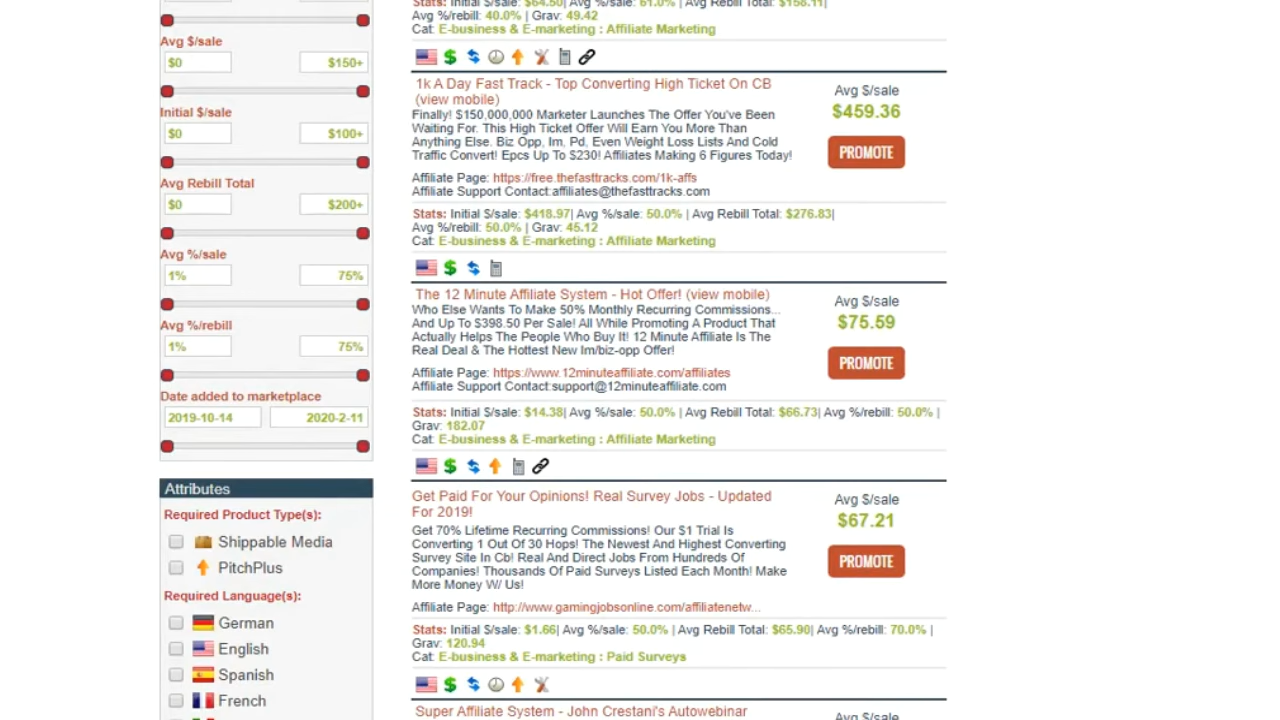 Avg $/sale
$0 $150+
Initial $/sale
$0 $100+
Avg Rebill Total
$0 $200+
Avg %/sale
1% 75%
Avg %/rebill
1% 75%
Date added to marketplace
2019-10-14 2020-2-11
Attributes
Required Product Type(s):
Shippable Media
PitchPlus
Required Language(s):
German
English
Spanish
French
Stats: Initial $/sale: $64.50| Avg %/sale: 61.0% | Avg Rebill Total: $158.11|
Avg %/rebill: 40.0% | Grav: 49.42
Cat: E-business & E-marketing : Affiliate Marketing
1k A Day Fast Track - Top Converting High Ticket On CB
(view mobile)
Finally! $150,000,000 Marketer Launches The Offer You've Been
Waiting For. This High Ticket Offer Will Earn You More Than
Anything Else. Biz Opp, Im, Pd, Even Weight Loss Lists And Cold
Traffic Convert! Epcs Up To $230! Affiliates Making 6 Figures Today!
Affiliate Page: https://free.thefasttracks.com/1k-affs
Affiliate Support Contact:affiliates@thefasttracks.com
Avg $/sale
$459.36
PROMOTE
Stats: Initial $/sale: $418.97| Avg %/sale: 50.0% | Avg Rebill Total: $276.83|
Avg %/rebill: 50.0% | Grav: 45.12
Cat: E-business & E-marketing : Affiliate Marketing
The 12 Minute Affiliate System - Hot Offer! (view mobile)
Who Else Wants To Make 50% Monthly Recurring Commissions...
And Up To $398.50 Per Sale! All While Promoting A Product That
Actually Helps The People Who Buy It! 12 Minute Affiliate Is The
Real Deal & The Hottest New Im/biz-opp Offer!
Affiliate Page: https://www.12minuteaffiliate.com/affiliates
Affiliate Support Contact:support@12minuteaffiliate.com
Avg $/sale
$75.59
PROMOTE
Stats: Initial $/sale: $14.38| Avg %/sale: 50.0% | Avg Rebill Total: $66.73| Avg %/rebill: 50.0% |
Grav: 182.07
Cat: E-business & E-marketing : Affiliate Marketing
Get Paid For Your Opinions! Real Survey Jobs - Updated
For 2019!
Get 70% Lifetime Recurring Commissions! Our $1 Trial Is
Converting 1 Out Of 30 Hops! The Newest And Highest Converting
Survey Site In Cb! Real And Direct Jobs From Hundreds Of
Companies! Thousands Of Paid Surveys Listed Each Month! Make
More Money W/ Us!
Affiliate Page: http://www.gamingjobsonline.com/affiliatenetw...
Avg $/sale
$67.21
PROMOTE
Stats: Initial $/sale: $1.66| Avg %/sale: 50.0% | Avg Rebill Total: $65.90| Avg %/rebill: 70.0% |
Grav: 120.94
Cat: E-business & E-marketing : Paid Surveys
Super Affiliate System - John Crestani's Autowebinar
Avg $/sale